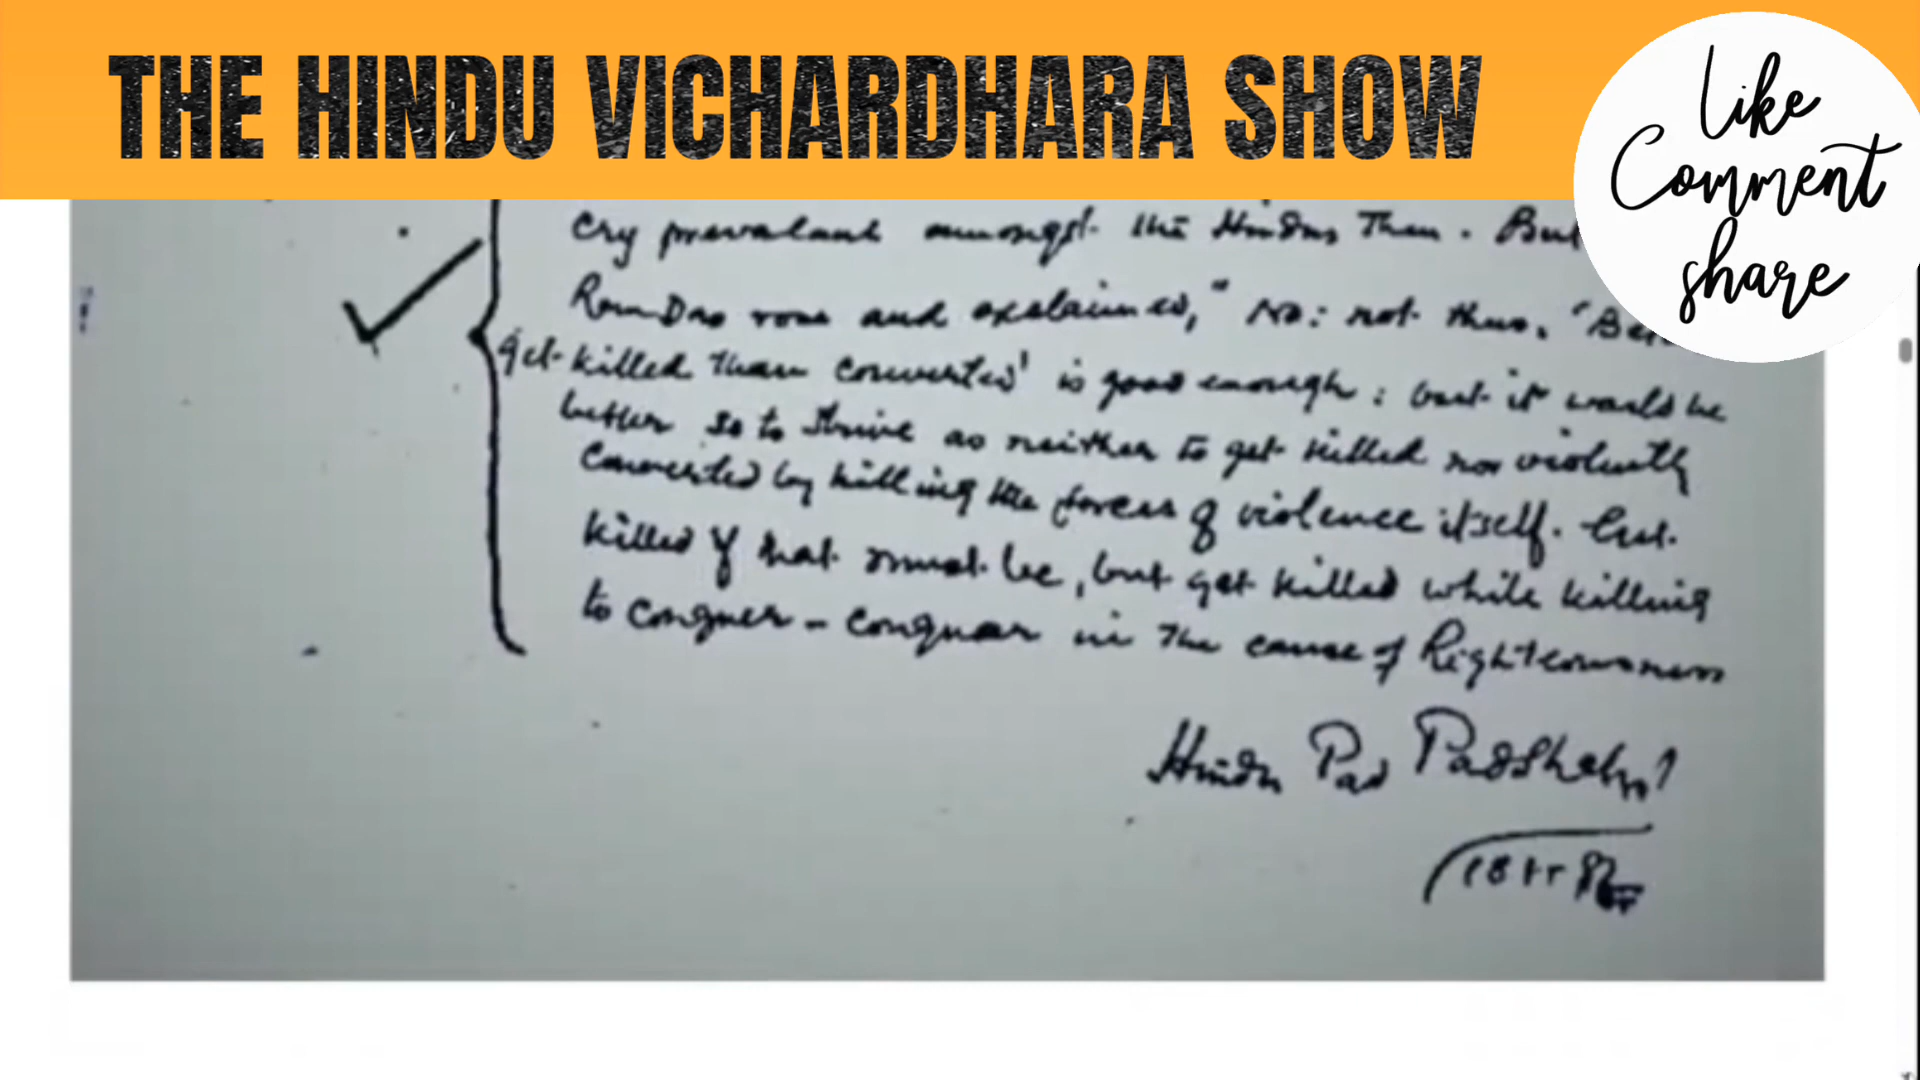 THE HINDU VICHARDHARA SHOW
Like
Comment
share
Cry prevalent amongst the Hindus then. But
RamDas rose and exclaimed, "No: not thus. 'Be
get killed than converted' is good enough: but it would be
better so to strive as neither to get killed nor violently
converted by killing the forces of violence itself. Get
killed if that must be, but get killed while killing
to conquer - conquer in the cause of Righteousness
Hindu Pad Padshahi